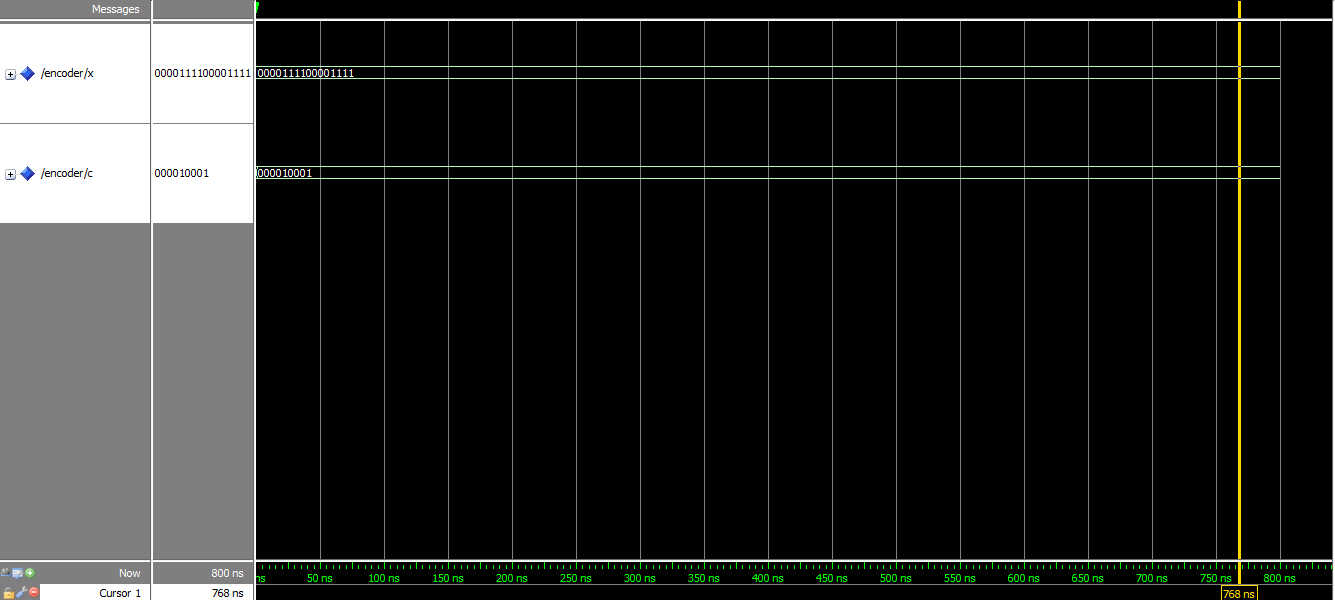 Messages
/encoder/x 0000111100001111 0000111100001111
/encoder/c 000010001 000010001
Now 800 ns
ns 50 ns 100 ns 150 ns 200 ns 250 ns 300 ns 350 ns 400 ns 450 ns 500 ns 550 ns 600 ns 650 ns 700 ns 750 ns 800 ns
Cursor 1 768 ns 768 ns